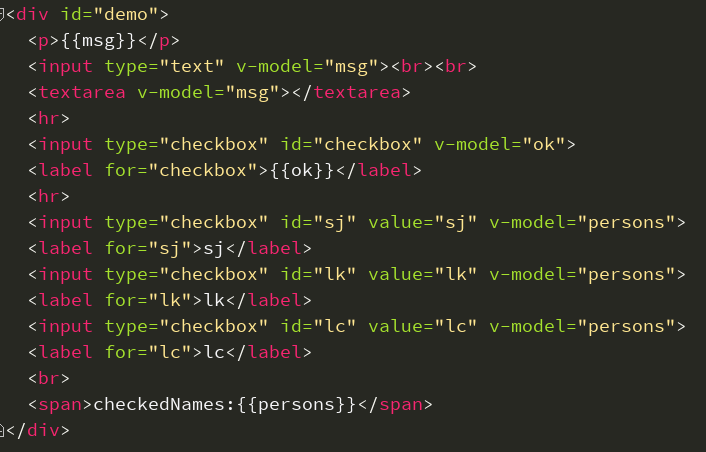 <div id="demo">
<p>{{msg}}</p>
<input type="text" v-model="msg"><br><br>
<textarea v-model="msg"></textarea>
<hr>
<input type="checkbox" id="checkbox" v-model="ok">
<label for="checkbox">{{ok}}</label>
<hr>
<input type="checkbox" id="sj" value="sj" v-model="persons">
<label for="sj">sj</label>
<input type="checkbox" id="lk" value="lk" v-model="persons">
<label for="lk">lk</label>
<input type="checkbox" id="lc" value="lc" v-model="persons">
<label for="lc">lc</label>
<br>
<span>checkedNames:{{persons}}</span>
</div>